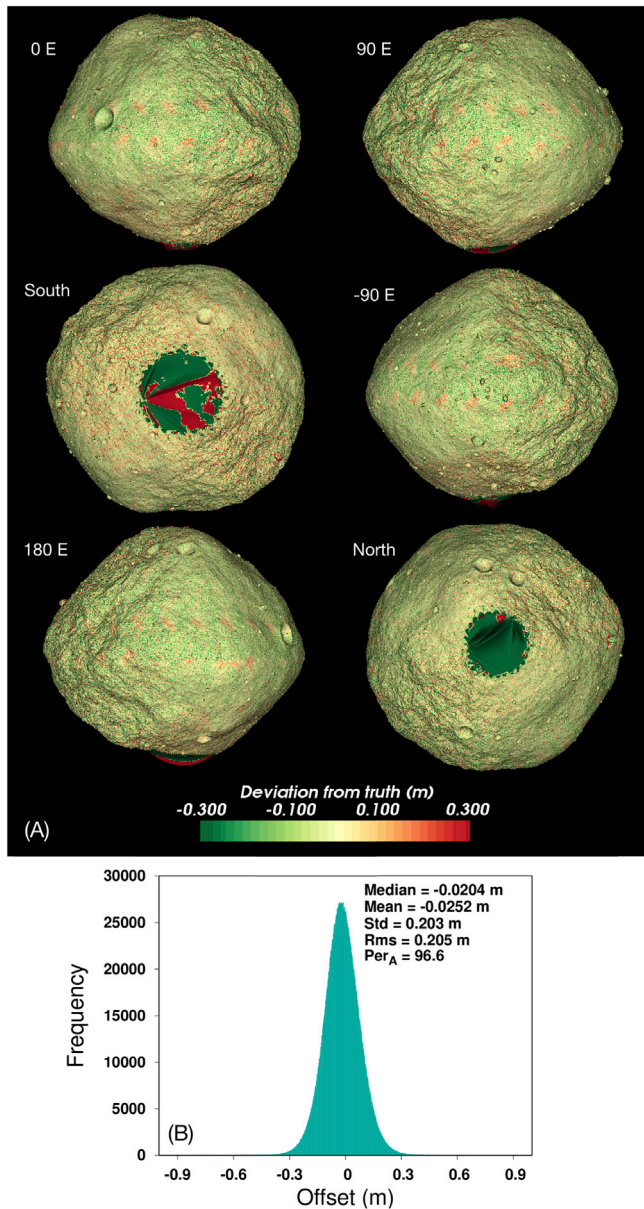 0 E
90 E
South
-90 E
180 E
North
Deviation from truth (m)
-0.300 -0.100 0.100 0.300
(A)
30000
25000
20000
15000
10000
5000
0
Frequency
Median = -0.0204 m
Mean = -0.0252 m
Std = 0.203 m
Rms = 0.205 m
Per_A = 96.6
(B)
-0.9 -0.6 -0.3 0 0.3 0.6 0.9
Offset (m)